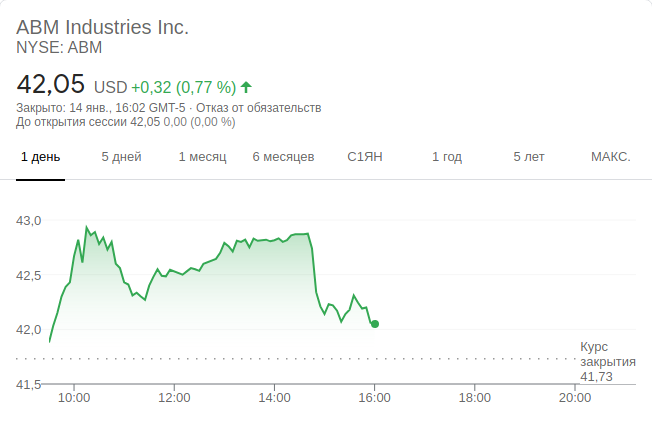 ABM Industries Inc.
NYSE: ABM
42,05 USD +0,32 (0,77 %)
Закрыто: 14 янв., 16:02 GMT-5 · Отказ от обязательств
До открытия сессии 42,05 0,00 (0,00 %)
1 день 5 дней 1 месяц 6 месяцев С1ЯН 1 год 5 лет МАКС.
43,0
42,5
42,0
Курс
закрытия
41,73
41,5
10:00 12:00 14:00 16:00 18:00 20:00